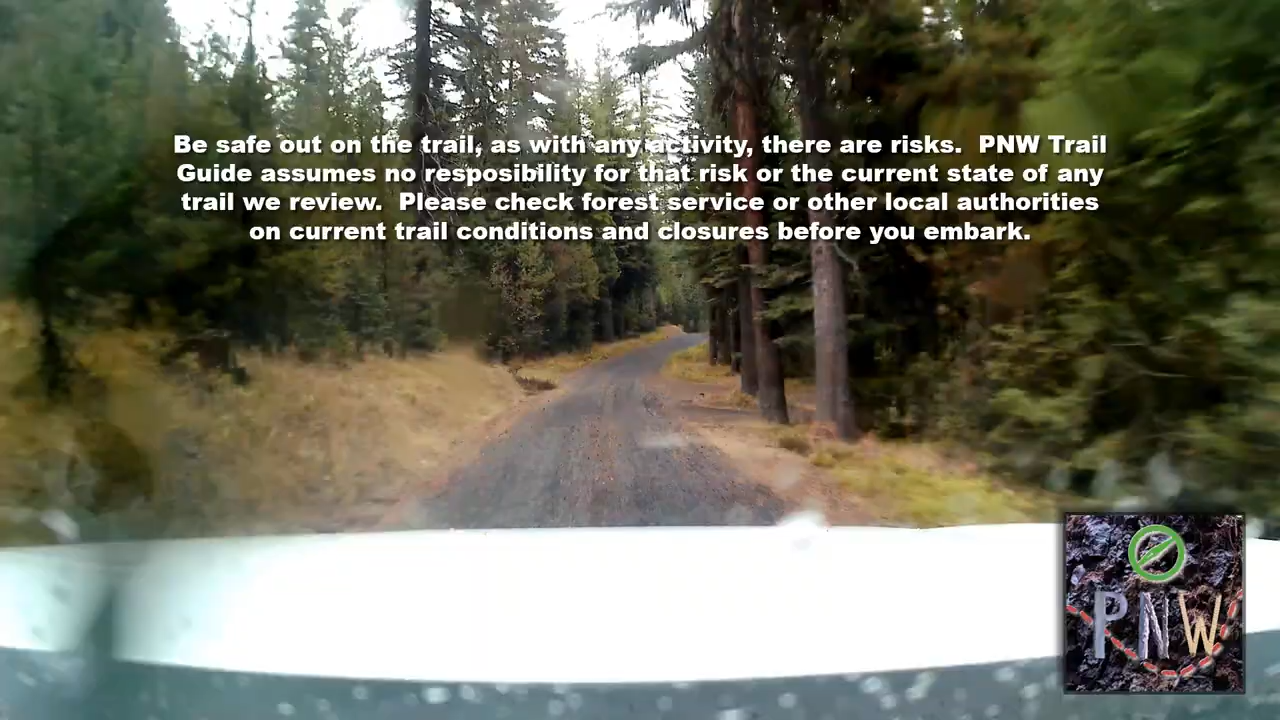 Be safe out on the trail, as with any activity, there are risks.  PNW Trail
Guide assumes no resposibility for that risk or the current state of any
trail we review.  Please check forest service or other local authorities
on current trail conditions and closures before you embark.
PNW